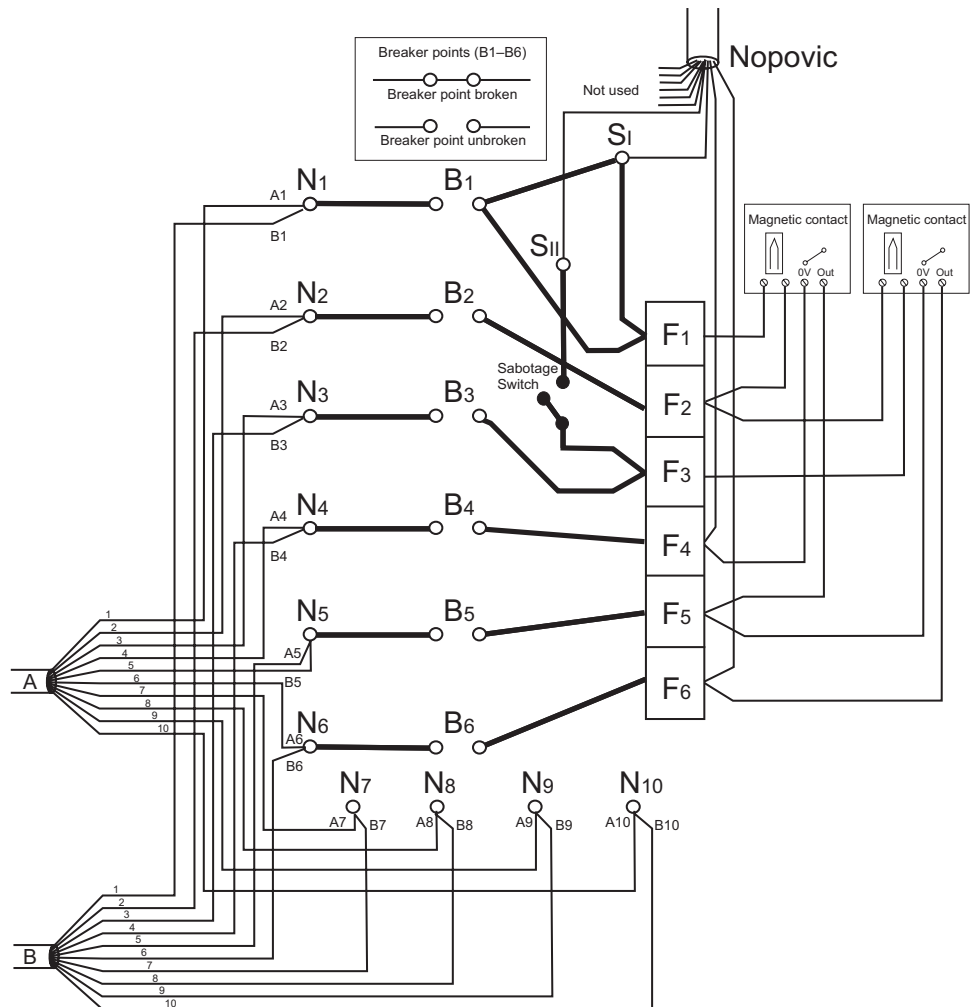 Nopovic
Breaker points (B1–B6)
Breaker point broken
Breaker point unbroken
Not used
SI
N1
B1
A1
B1
SII
Magnetic contact
0V Out
Magnetic contact
0V Out
N2
B2
A2
B2
F1
Sabotage
Switch
N3
B3
A3
B3
F2
F3
N4
B4
A4
B4
F4
N5
B5
A5
B5
F5
N6
B6
A6
B6
F6
A
1
2
3
4
5
6
7
8
9
10
N7
N8
N9
N10
A7
B7
A8
B8
A9
B9
A10
B10
B
1
2
3
4
5
6
7
8
9
10